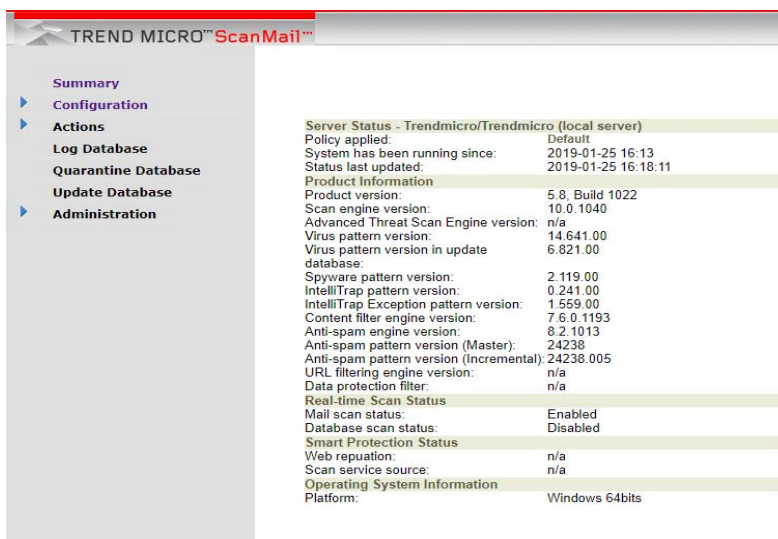 TREND MICRO™ ScanMail™
Summary
Configuration
Actions
Log Database
Quarantine Database
Update Database
Administration
Server Status - Trendmicro/Trendmicro (local server)
Policy applied: Default
System has been running since: 2019-01-25 16:13
Status last updated: 2019-01-25 16:18:11
Product Information
Product version: 5.8, Build 1022
Scan engine version: 10.0.1040
Advanced Threat Scan Engine version: n/a
Virus pattern version: 14.641.00
Virus pattern version in update 6.821.00
database:
Spyware pattern version: 2.119.00
IntelliTrap pattern version: 0.241.00
IntelliTrap Exception pattern version: 1.559.00
Content filter engine version: 7.6.0.1193
Anti-spam engine version: 8.2.1013
Anti-spam pattern version (Master): 24238
Anti-spam pattern version (Incremental): 24238.005
URL filtering engine version: n/a
Data protection filter: n/a
Real-time Scan Status
Mail scan status: Enabled
Database scan status: Disabled
Smart Protection Status
Web repuation: n/a
Scan service source: n/a
Operating System Information
Platform: Windows 64bits